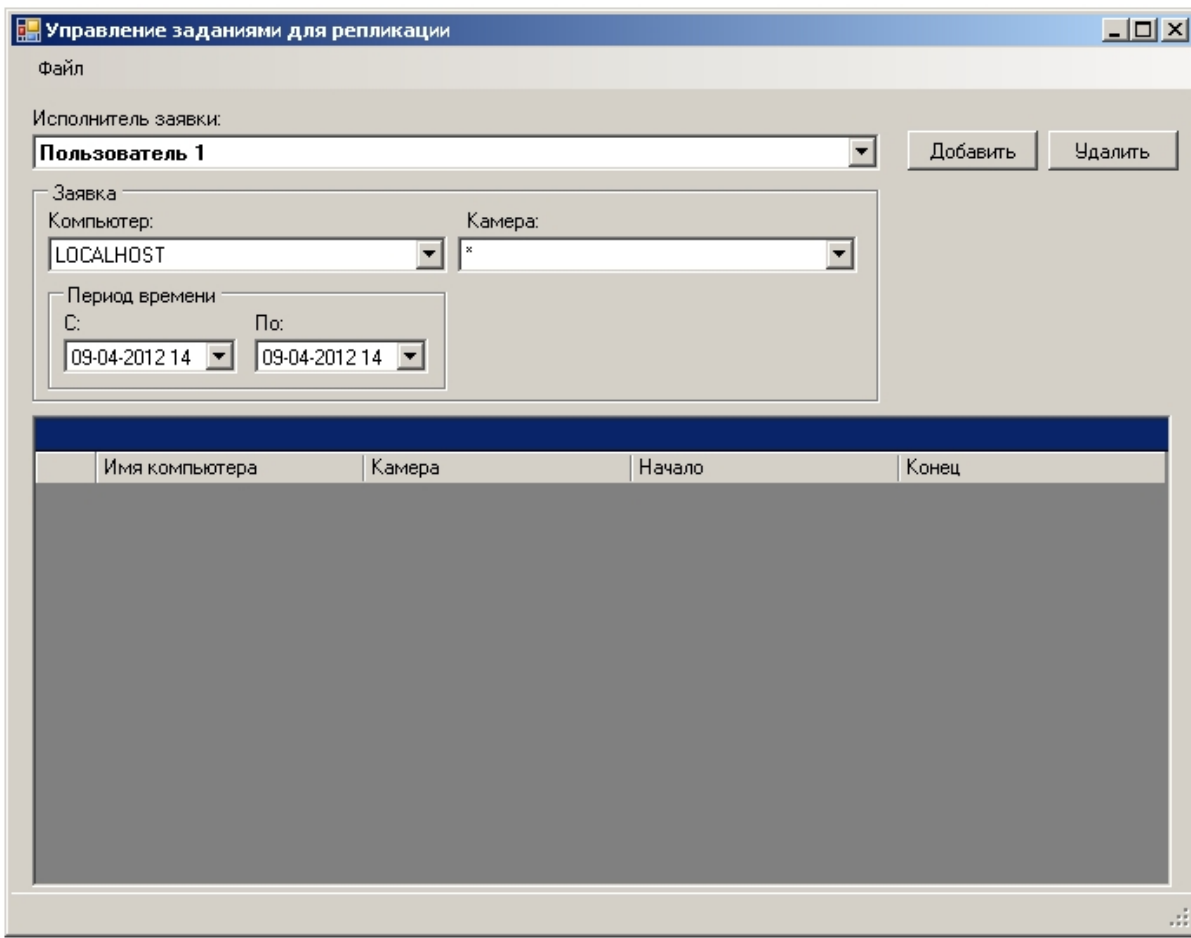 Управление заданиями для репликации
Файл
Исполнитель заявки:
Пользователь 1
Добавить
Удалить
Заявка
Компьютер:
Камера:
LOCALHOST
*
Период времени
С:
По:
09-04-2012 14
09-04-2012 14
Имя компьютера
Камера
Начало
Конец